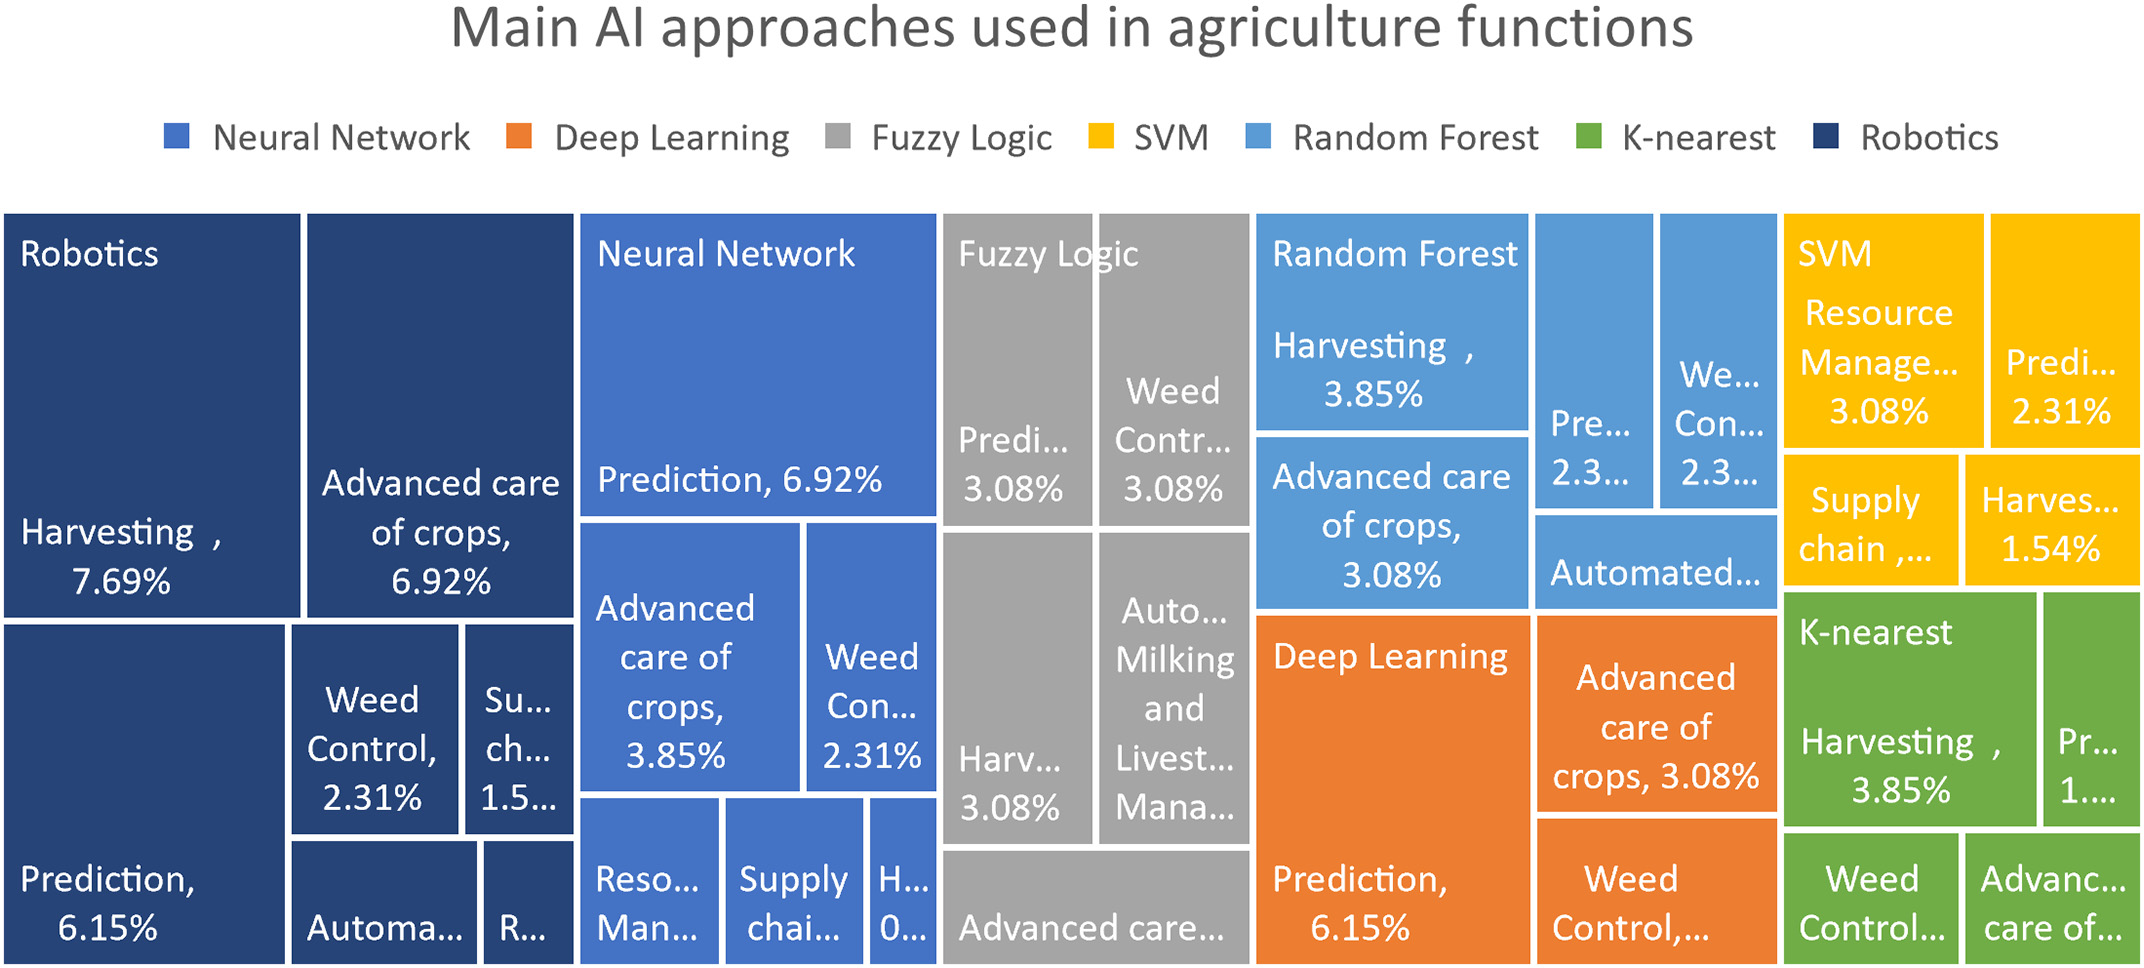 Main AI approaches used in agriculture functions
Neural Network
Deep Learning
Fuzzy Logic
SVM
Random Forest
K-nearest
Robotics
Robotics
Harvesting ,
7.69%
Advanced care
of crops,
6.92%
Prediction,
6.15%
Weed
Control,
2.31%
Su...
ch...
1.5...
Automa...
R...
Neural Network
Prediction, 6.92%
Advanced
care of
crops,
3.85%
Weed
Con...
2.31%
Reso...
Man...
Supply
chai...
H...
0...
Fuzzy Logic
Predi...
3.08%
Weed
Contr...
3.08%
Harv...
3.08%
Auto...
Milking
and
Livest...
Mana...
Advanced care...
Random Forest
Harvesting ,
3.85%
Advanced care
of crops,
3.08%
Pre...
2.3...
We...
Con...
2.3...
Automated...
Deep Learning
Prediction,
6.15%
Advanced
care of
crops, 3.08%
Weed
Control,...
SVM
Resource
Manage...
3.08%
Predi...
2.31%
Supply
chain ,...
Harves...
1.54%
K-nearest
Harvesting ,
3.85%
Pr...
1....
Weed
Control...
Advanc...
care of...